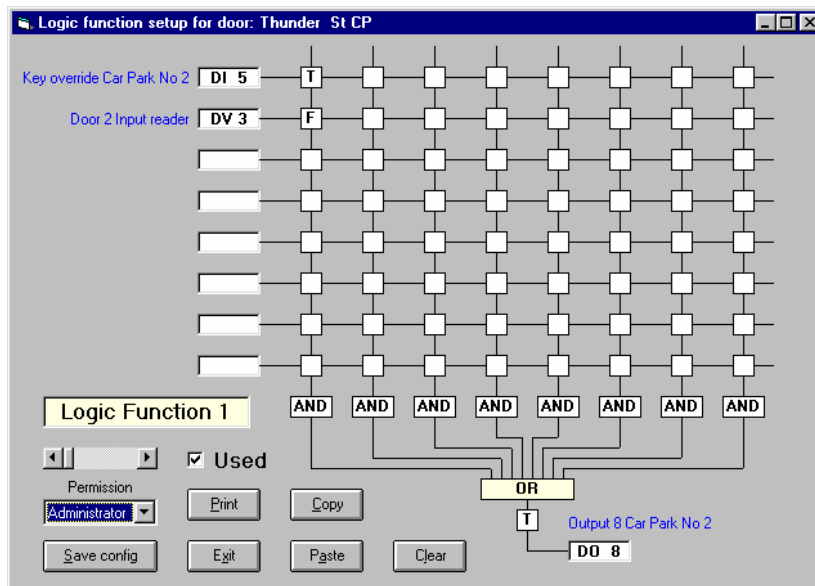 Logic function setup for door: Thunder St CP
Key override Car Park No 2 DI 5 T
Door 2 Input reader DV 3 F
AND AND AND AND AND AND AND AND
Logic Function 1
Used
OR
Permission
Administrator
Print
Copy
T
Output 8 Car Park No 2
DO 8
Save config
Exit
Paste
Clear